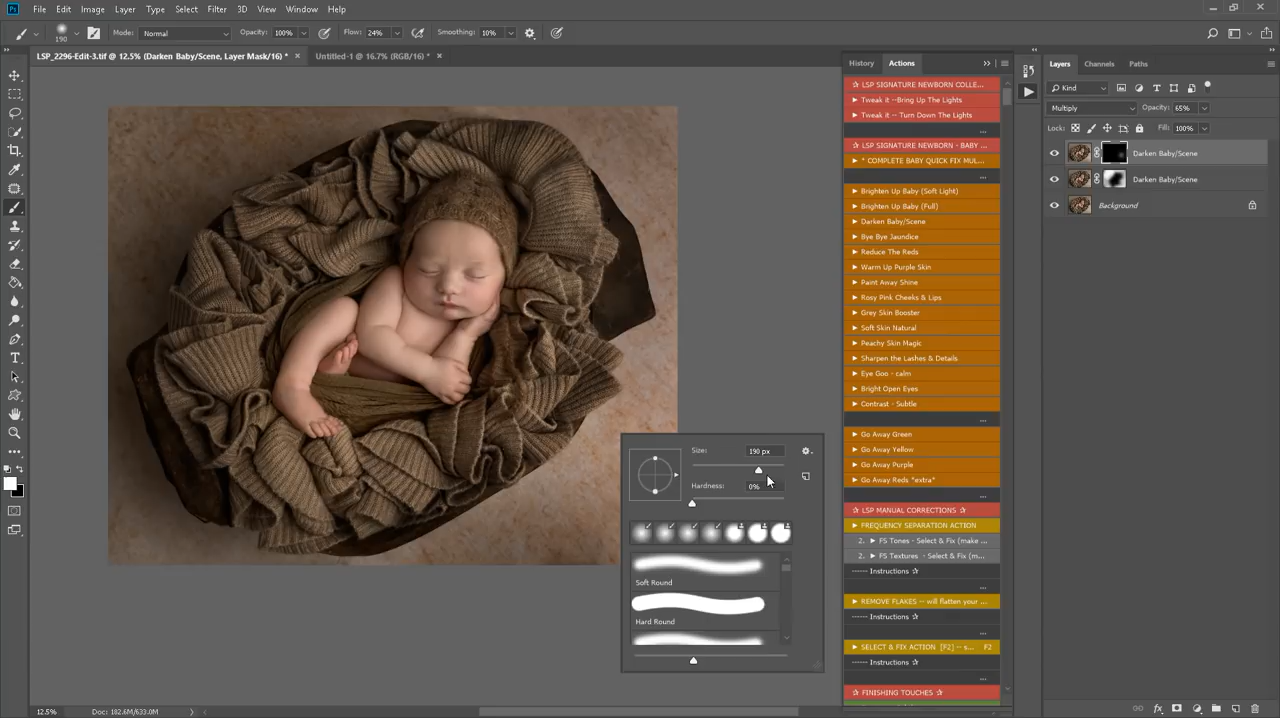 Ps File Edit Image Layer Type Select Filter 3D View Window Help
190 Mode: Normal Opacity: 100% Flow: 24% Smoothing: 10%
LSP_2296-Edit-3.tif @ 12.5% (Darken Baby/Scene, Layer Mask/16) * × Untitled-1 @ 16.7% (RGB/16) * ×
History Actions
☆ LSP SIGNATURE NEWBORN COLLE...
Tweak it --Bring Up The Lights
Tweak it -- Turn Down The Lights
...
☆ LSP SIGNATURE NEWBORN - BABY ...
* COMPLETE BABY QUICK FIX MUL...
...
Brighten Up Baby (Soft Light)
Brighten Up Baby (Full)
Darken Baby/Scene
Bye Bye Jaundice
Reduce The Reds
Warm Up Purple Skin
Paint Away Shine
Rosy Pink Cheeks & Lips
Grey Skin Booster
Soft Skin Natural
Peachy Skin Magic
Sharpen the Lashes & Details
Eye Goo - calm
Bright Open Eyes
Contrast - Subtle
...
Go Away Green
Go Away Yellow
Go Away Purple
Go Away Reds *extra*
...
☆ LSP MANUAL CORRECTIONS ☆
FREQUENCY SEPARATION ACTION
2. FS Tones - Select & Fix (make ...
2. FS Textures - Select & Fix (m...
------ Instructions ☆
...
REMOVE FLAKES -- will flatten your ...
------ Instructions ☆
...
SELECT & FIX ACTION [F2] -- s... F2
------ Instructions ☆
...
☆ FINISHING TOUCHES ☆
Layers Channels Paths
Kind
Multiply Opacity: 65%
Lock: Fill: 100%
Darken Baby/Scene
Darken Baby/Scene
Background
Size: 190 px
Hardness: 0%
Soft Round
Hard Round
12.5% Doc: 182.6M/633.0M